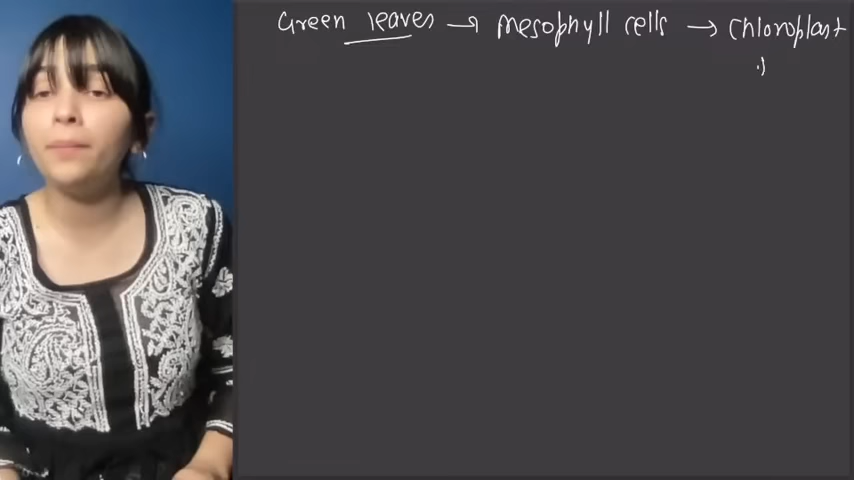 Green leaves → Mesophyll cells → Chloroplast